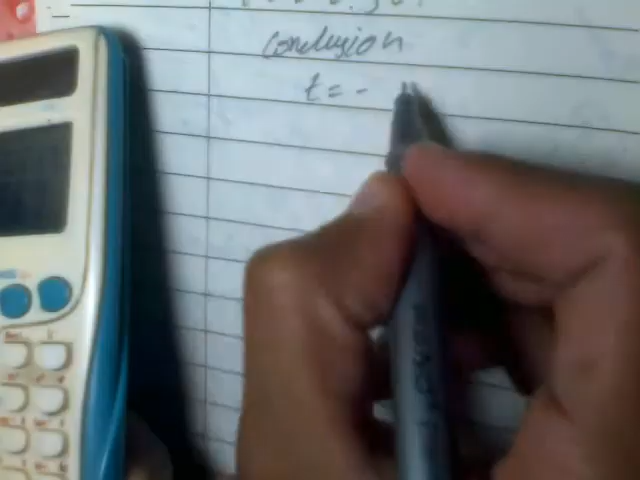 conclusion
t = -